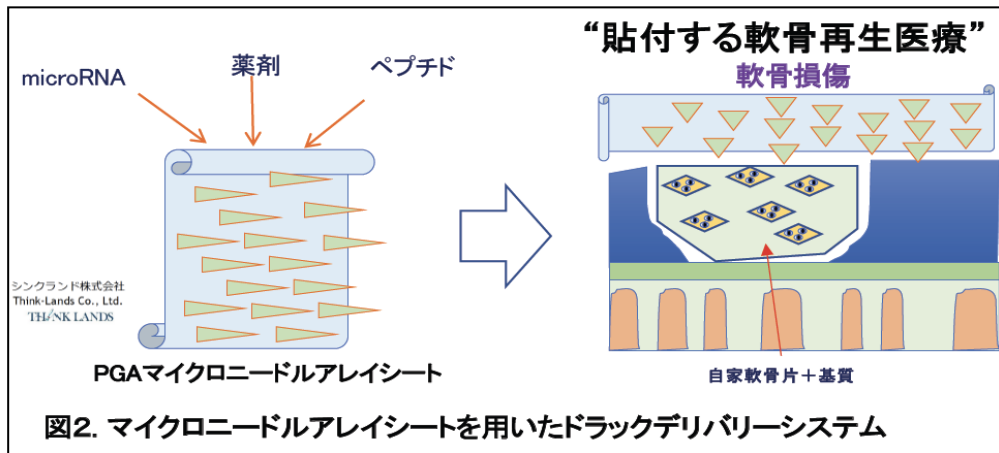 microRNA
薬剤
ペプチド
シンクランド株式会社
Think-Lands Co., Ltd.
THINK LANDS
PGAマイクロニードルアレイシート
“貼付する軟骨再生医療”
軟骨損傷
自家軟骨片＋基質
図2. マイクロニードルアレイシートを用いたドラックデリバリーシステム